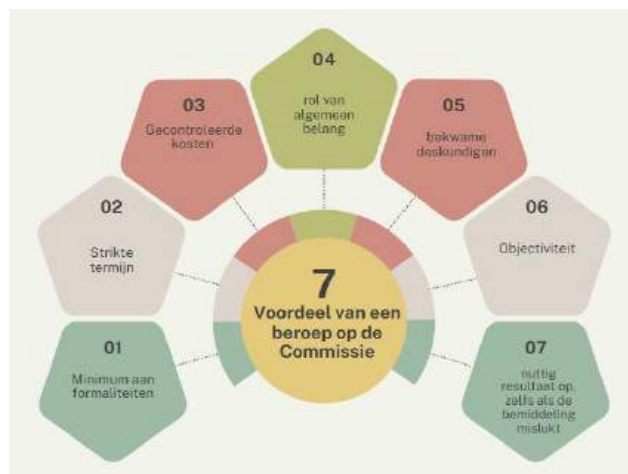 04
rol van
algemeen
belang
03
Gecontroleerde
kosten
05
bekwame
deskundigen
02
Strikte
termijn
06
Objectiviteit
7
Voordeel van een
beroep op de
Commissie
01
Minimum aan
formaliteiten
07
nuttig
resultaat op,
zelfs als de
bemiddeling
mislukt